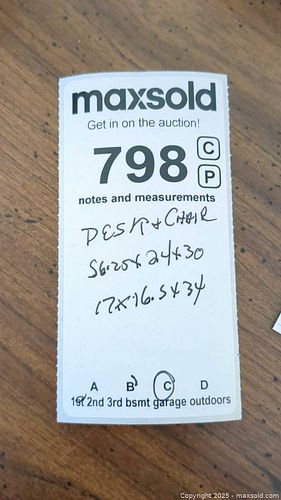 maxsold
Get in on the auction!
798 C
P
notes and measurements
DESK + CHAIR
56.25 x 24 x 30
17 x 16.5 x 34
A B C D
1st 2nd 3rd bsmt garage outdoors
Copyright © 2025 - maxsold.com